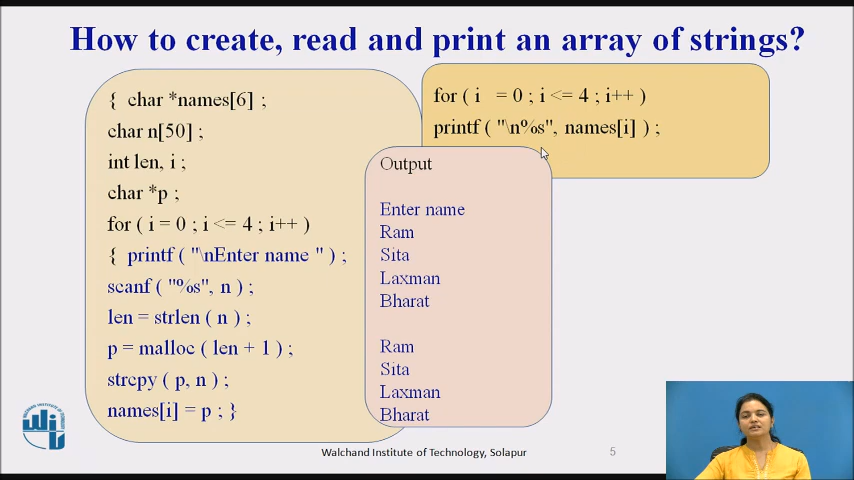 How to create, read and print an array of strings?
{ char *names[6] ;
char n[50] ;
int len, i ;
char *p ;
for ( i = 0 ; i <= 4 ; i++ )
{ printf ( "\nEnter name " ) ;
scanf ( "%s", n ) ;
len = strlen ( n ) ;
p = malloc ( len + 1 ) ;
strcpy ( p, n ) ;
names[i] = p ; }
for ( i = 0 ; i <= 4 ; i++ )
printf ( "\n%s", names[i] ) ;
Output
Enter name
Ram
Sita
Laxman
Bharat
Ram
Sita
Laxman
Bharat
Walchand Institute of Technology, Solapur
5